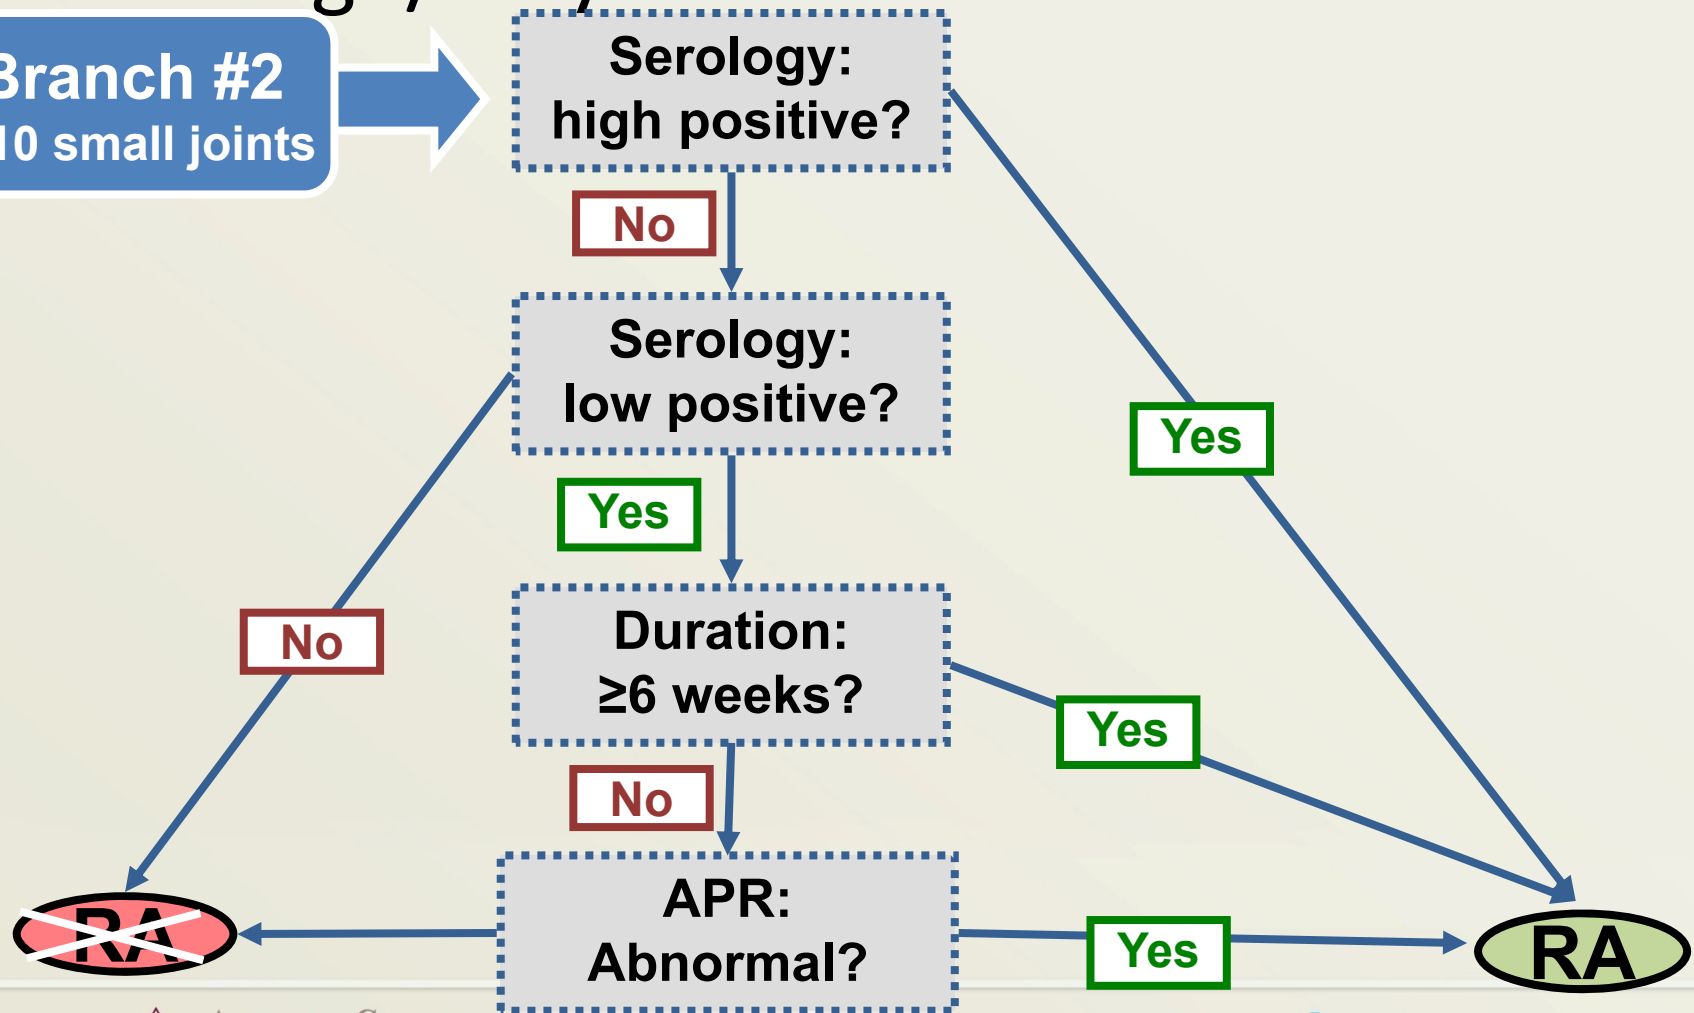 Branch #2
10 small joints
Serology:
high positive?
No
Serology:
low positive?
Yes
Yes
No
Duration:
≥6 weeks?
Yes
No
APR:
Abnormal?
Yes
RA
RA